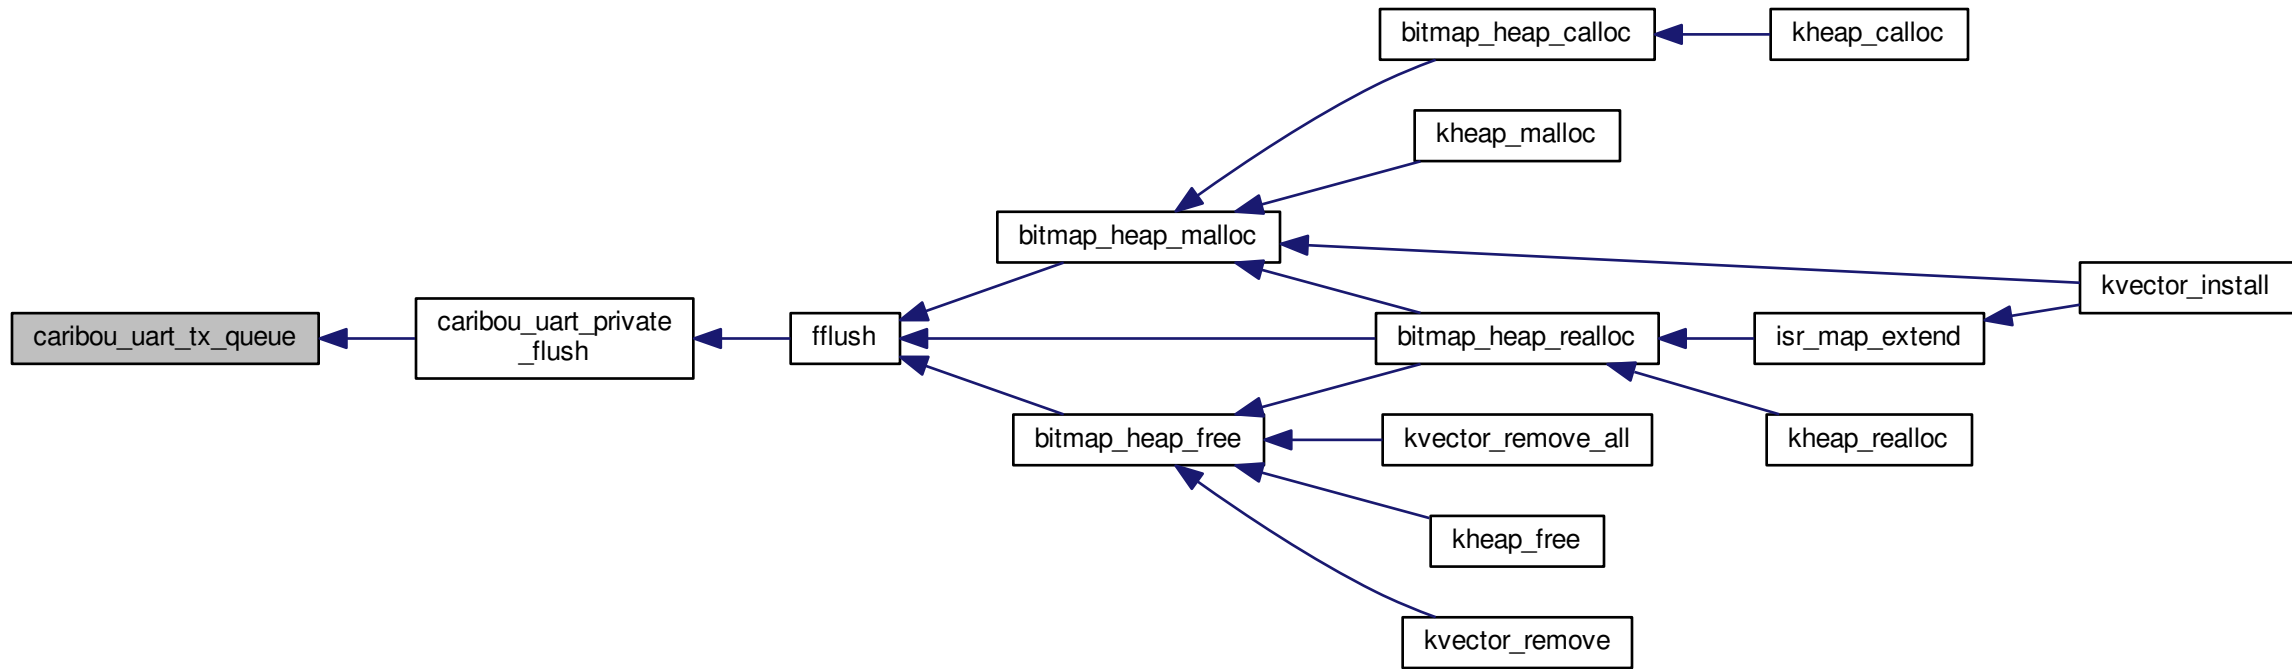 bitmap_heap_calloc
kheap_calloc
kheap_malloc
bitmap_heap_malloc
kvector_install
caribou_uart_tx_queue
caribou_uart_private
_flush
fflush
bitmap_heap_realloc
isr_map_extend
bitmap_heap_free
kvector_remove_all
kheap_realloc
kheap_free
kvector_remove